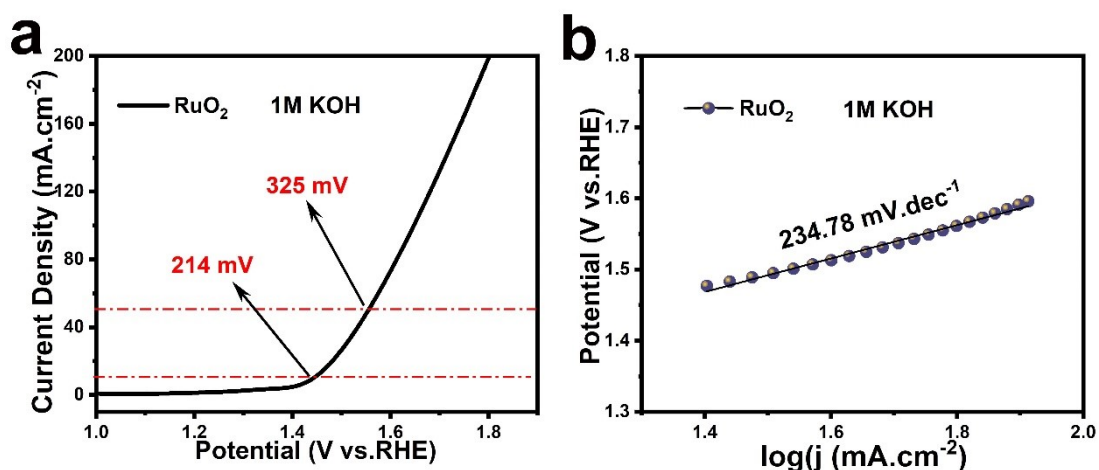 a
200
160
120
80
40
0
Current Density (mA.cm⁻²)
RuO₂ 1M KOH
325 mV
214 mV
1.0 1.2 1.4 1.6 1.8
Potential (V vs.RHE)
b
1.8
1.7
1.6
1.5
1.4
1.3
Potential (V vs.RHE)
RuO₂ 1M KOH
234.78 mV.dec⁻¹
1.4 1.6 1.8 2.0
log(j (mA.cm⁻²)